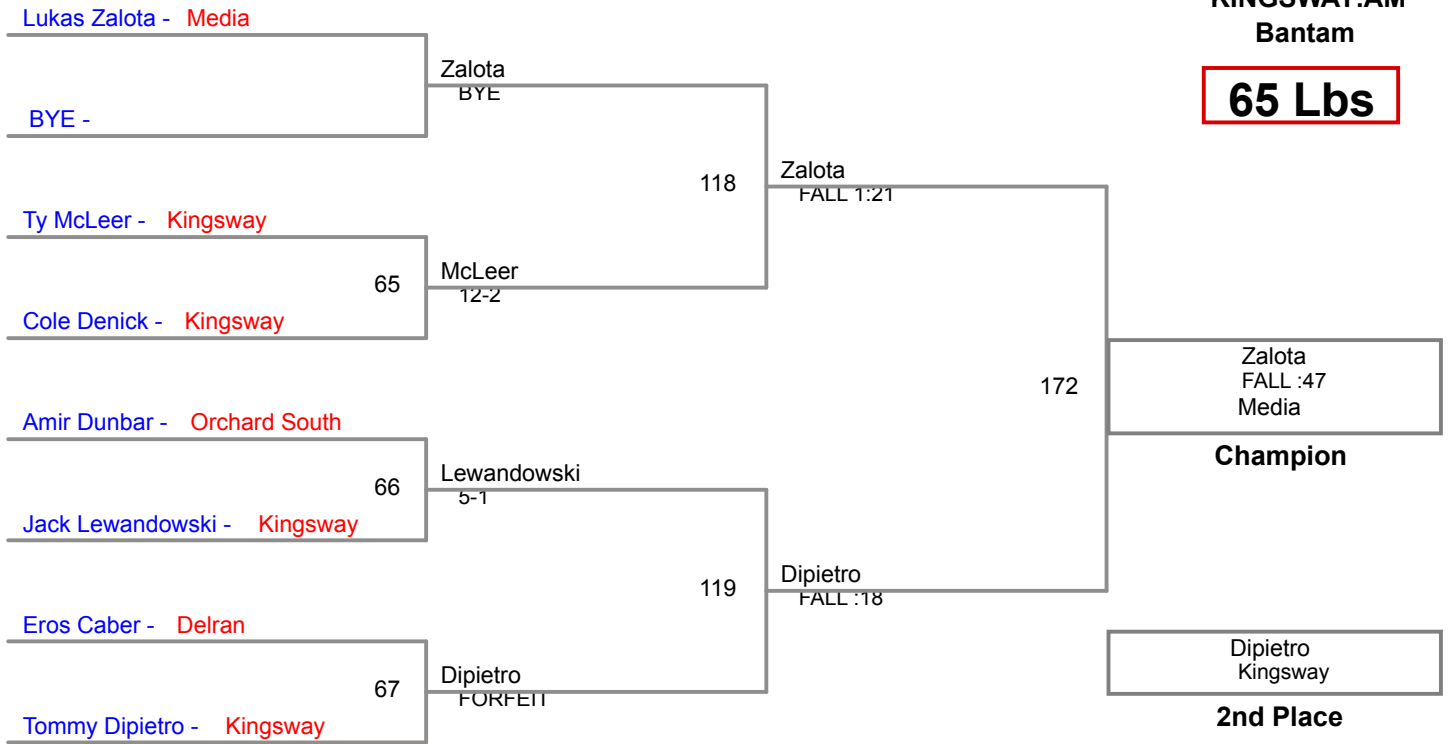 KINGSWAY.AM
Bantam
65 Lbs
Lukas Zalota - Media
Zalota
BYE
BYE -
118
Zalota
FALL 1:21
Ty McLeer - Kingsway
65
McLeer
12-2
Cole Denick - Kingsway
172
Zalota
FALL :47
Media
Champion
Amir Dunbar - Orchard South
66
Lewandowski
5-1
Jack Lewandowski - Kingsway
119
Dipietro
FALL :18
Eros Caber - Delran
67
Dipietro
FORFEIT
Tommy Dipietro - Kingsway
Dipietro
Kingsway
2nd Place